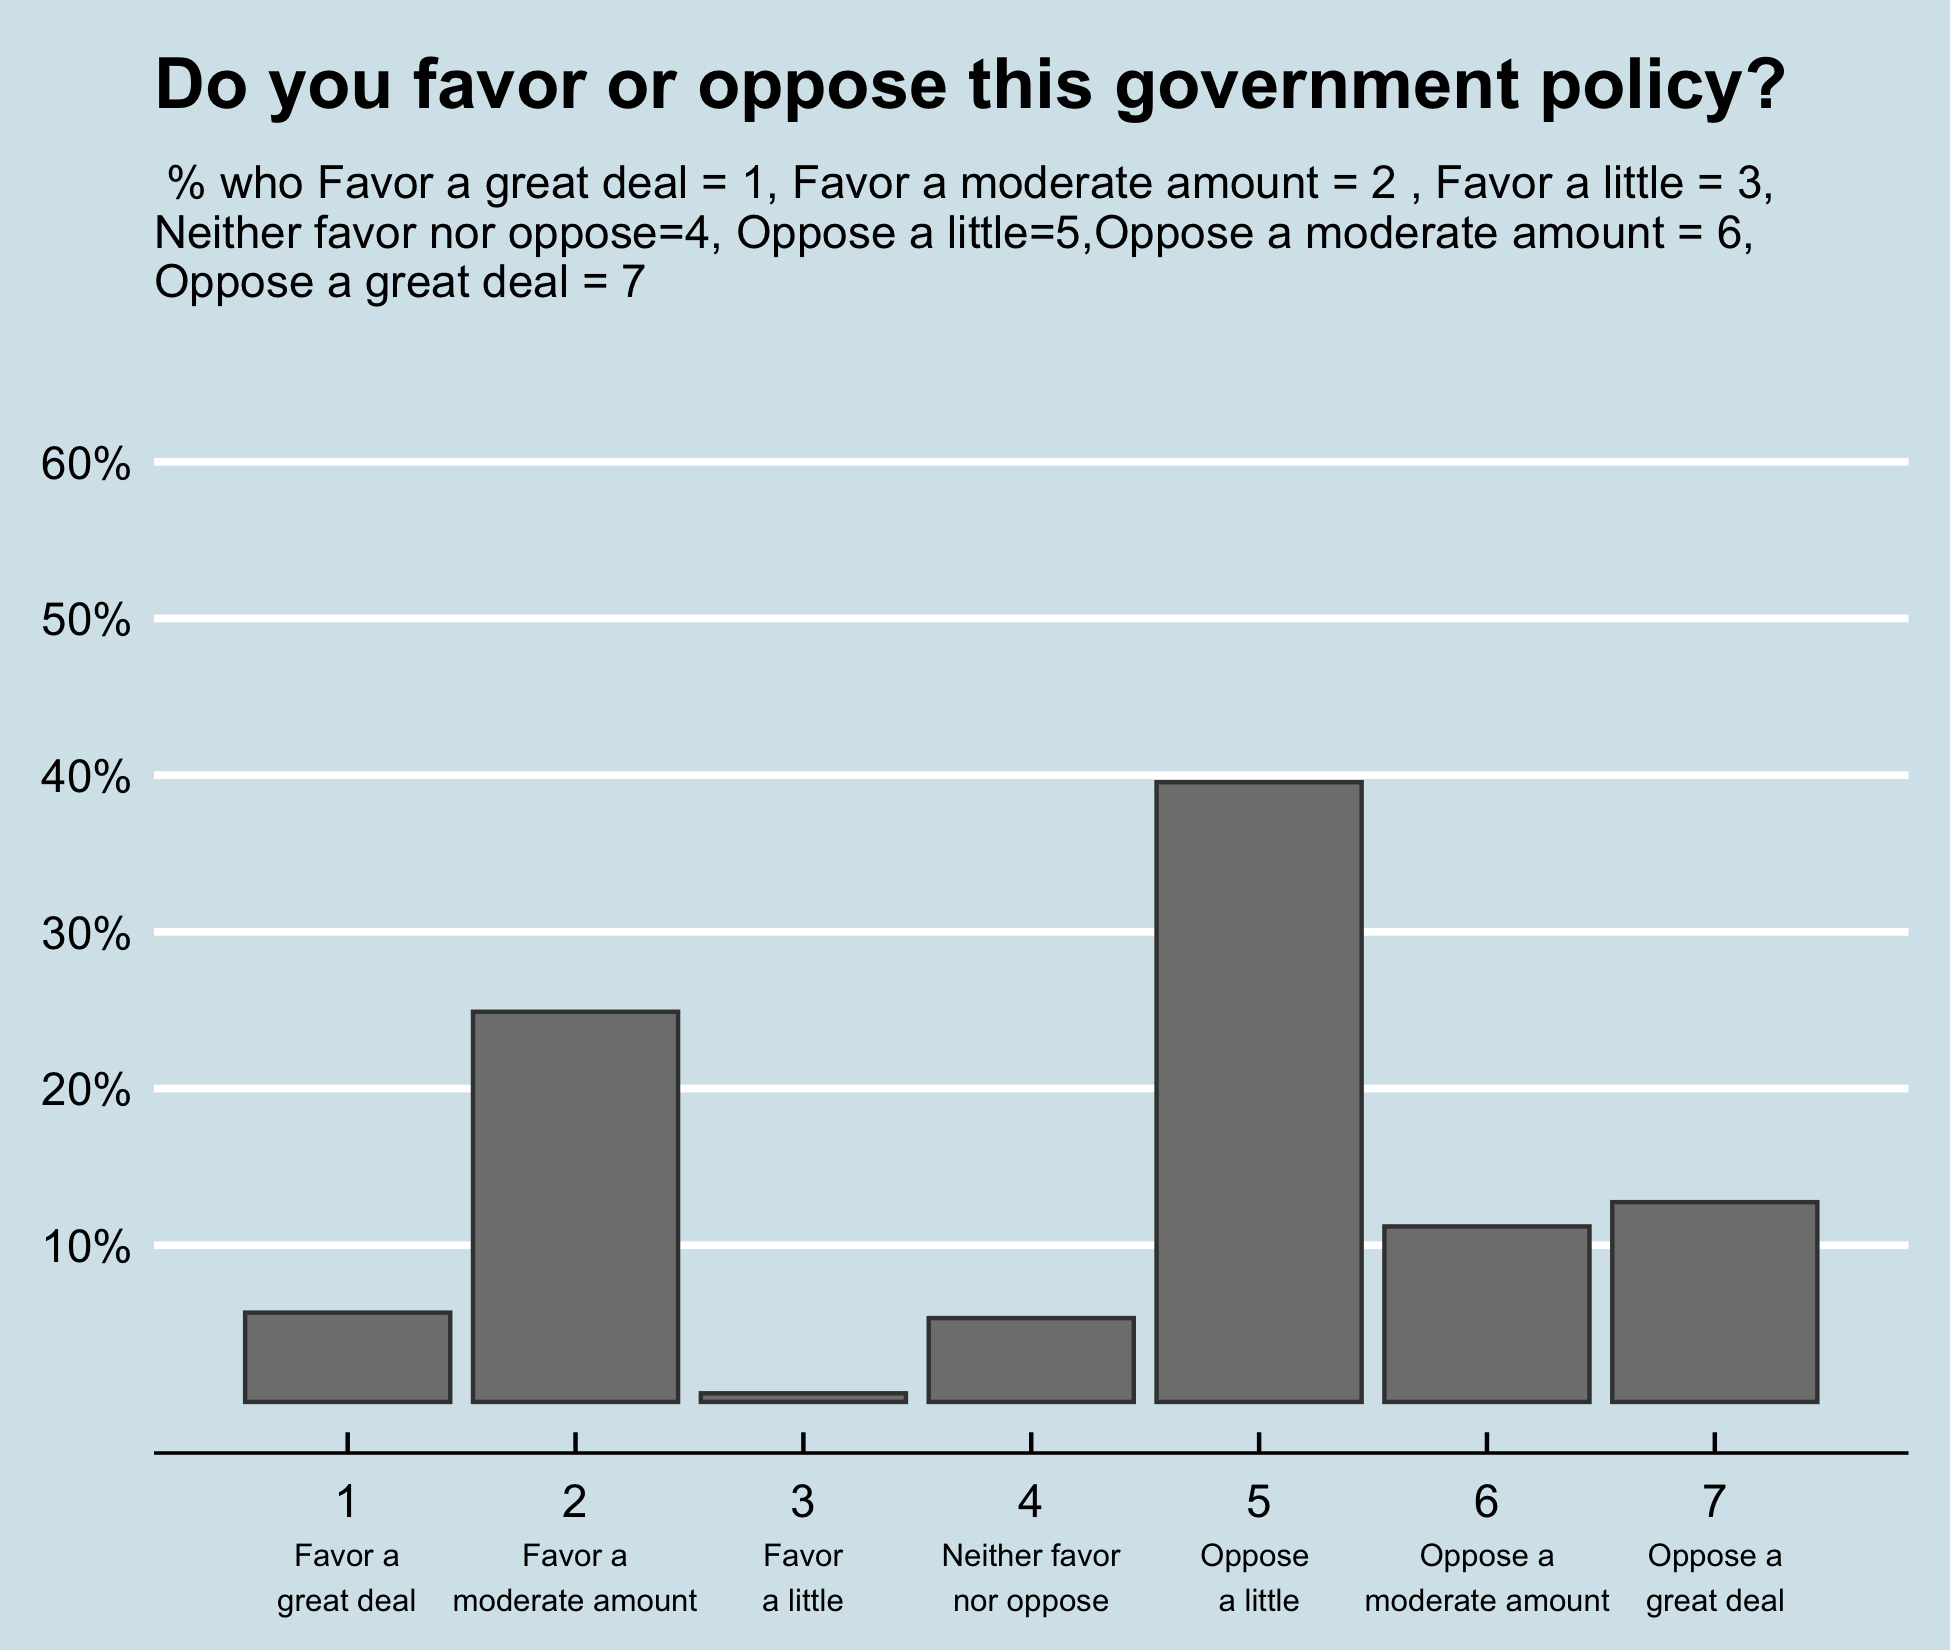 Do you favor or oppose this government policy?
% who Favor a great deal = 1, Favor a moderate amount = 2 , Favor a little = 3,
Neither favor nor oppose=4, Oppose a little=5,Oppose a moderate amount = 6,
Oppose a great deal = 7
60%
50%
40%
30%
20%
10%
1 2 3 4 5 6 7
Favor a Favor a Favor Neither favor Oppose Oppose a Oppose a
great deal moderate amount a little nor oppose a little moderate amount great deal